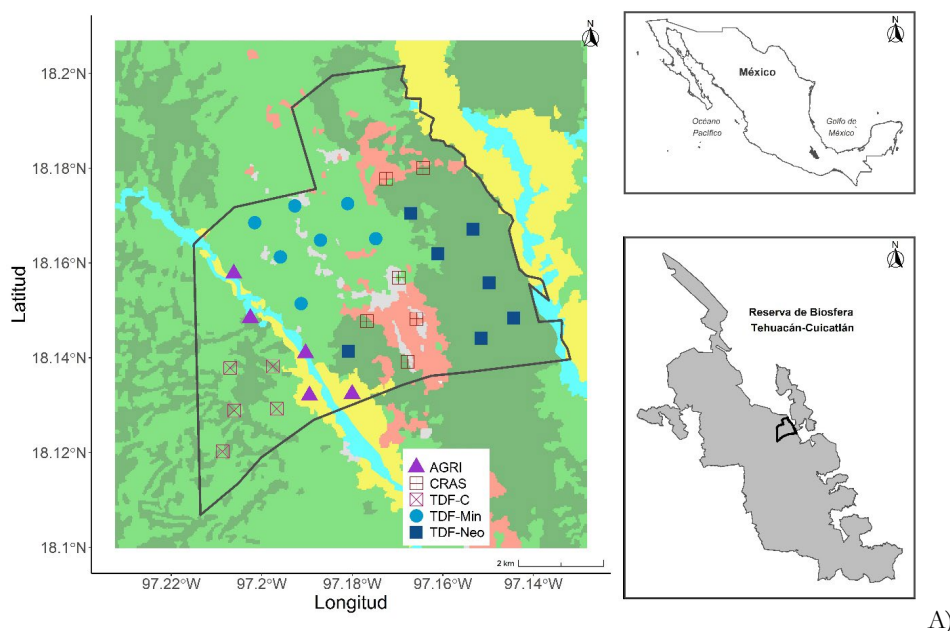 N
18.2°N
18.18°N
18.16°N
18.14°N
18.12°N
18.1°N
Latitud
AGRI
CRAS
TDF-C
TDF-Min
TDF-Neo
2 km
97.22°W
97.2°W
97.18°W
97.16°W
97.14°W
Longitud
N
México
Océano
Pacifico
Golfo de
México
N
Reserva de Biosfera
Tehuacán-Cuicatlán
A)